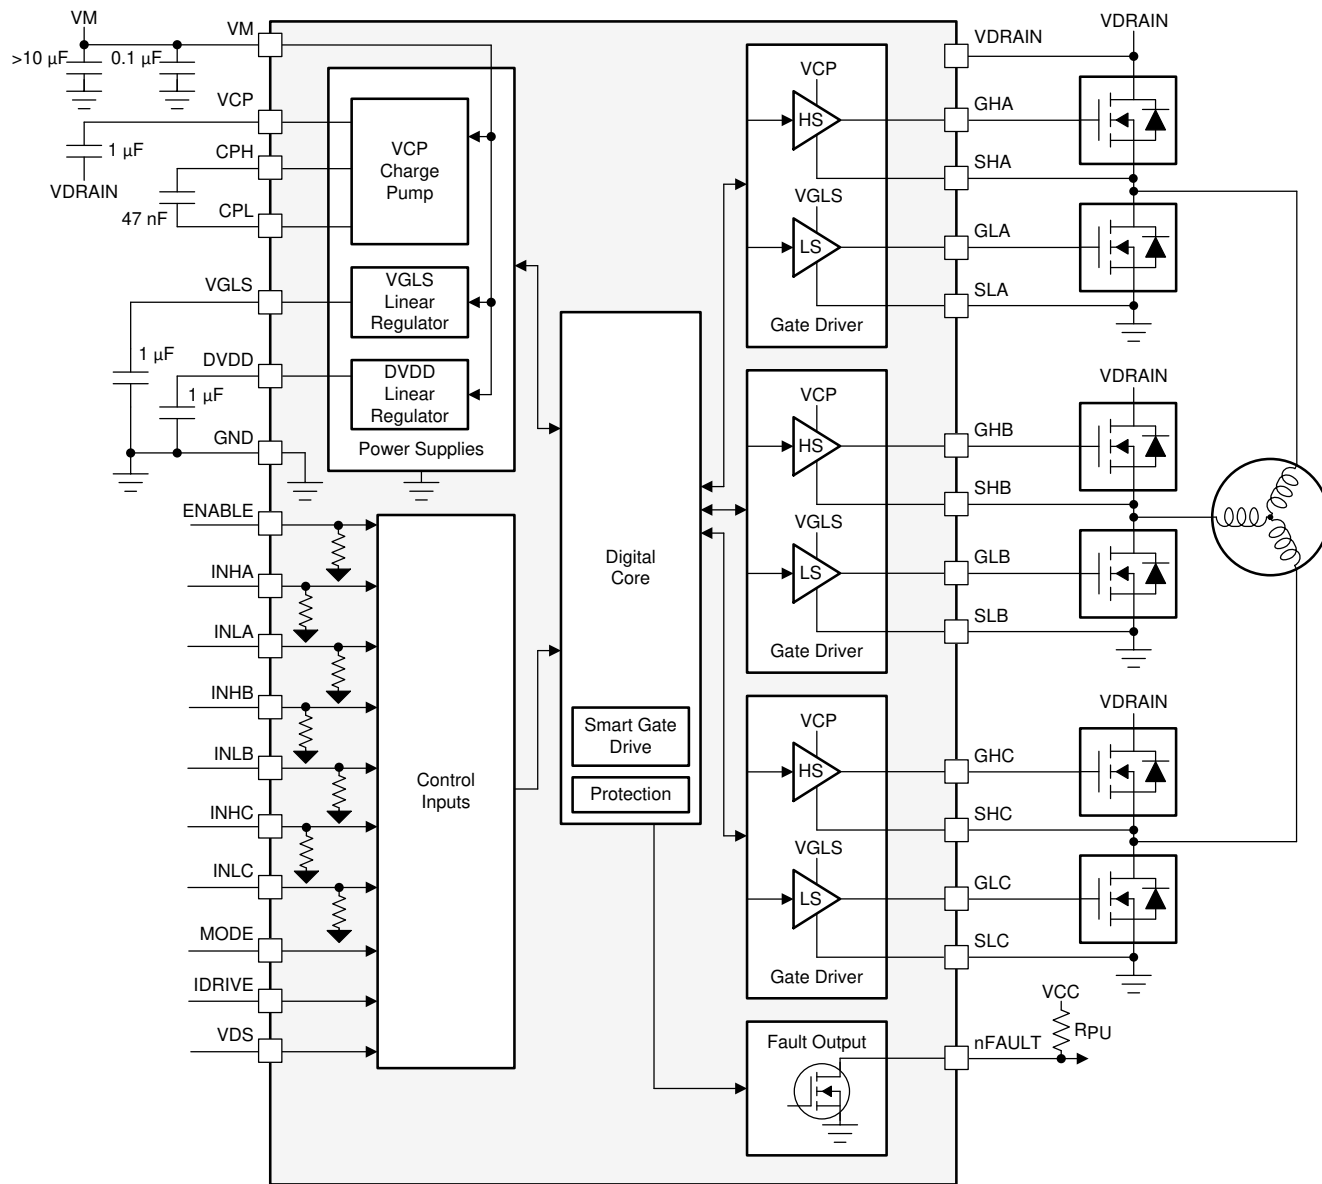 VM
>10 µF
0.1 µF
VM
VCP
1 µF
VDRAIN
CPH
47 nF
CPL
VGLS
1 µF
DVDD
1 µF
GND
VCP
Charge
Pump
VGLS
Linear
Regulator
DVDD
Linear
Regulator
Power Supplies
ENABLE
INHA
INLA
INHB
INLB
INHC
INLC
MODE
IDRIVE
VDS
Control
Inputs
Digital
Core
Smart Gate
Drive
Protection
VCP
HS
VGLS
LS
Gate Driver
VCP
HS
VGLS
LS
Gate Driver
VCP
HS
VGLS
LS
Gate Driver
Fault Output
VDRAIN
VDRAIN
GHA
SHA
GLA
SLA
VDRAIN
GHB
SHB
GLB
SLB
VDRAIN
GHC
SHC
GLC
SLC
VCC
RPU
nFAULT